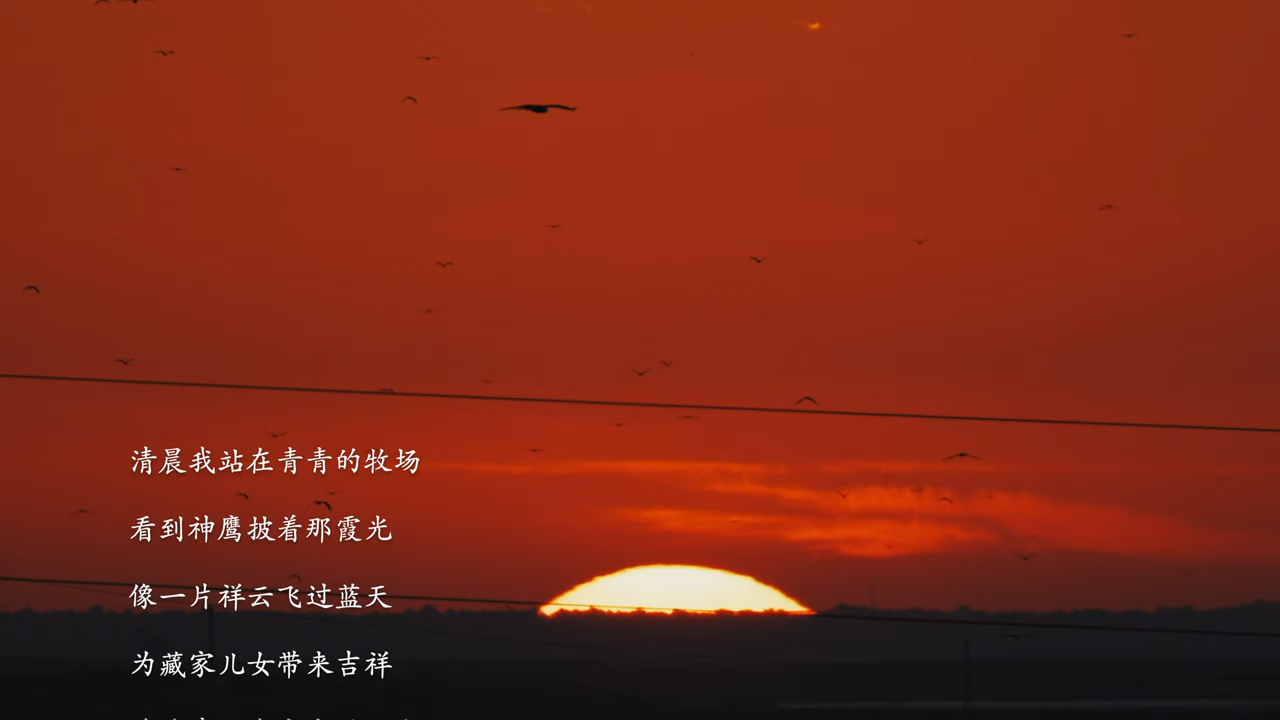 清晨我站在青青的牧场
看到神鹰披着那霞光
像一片祥云飞过蓝天
为藏家儿女带来吉祥